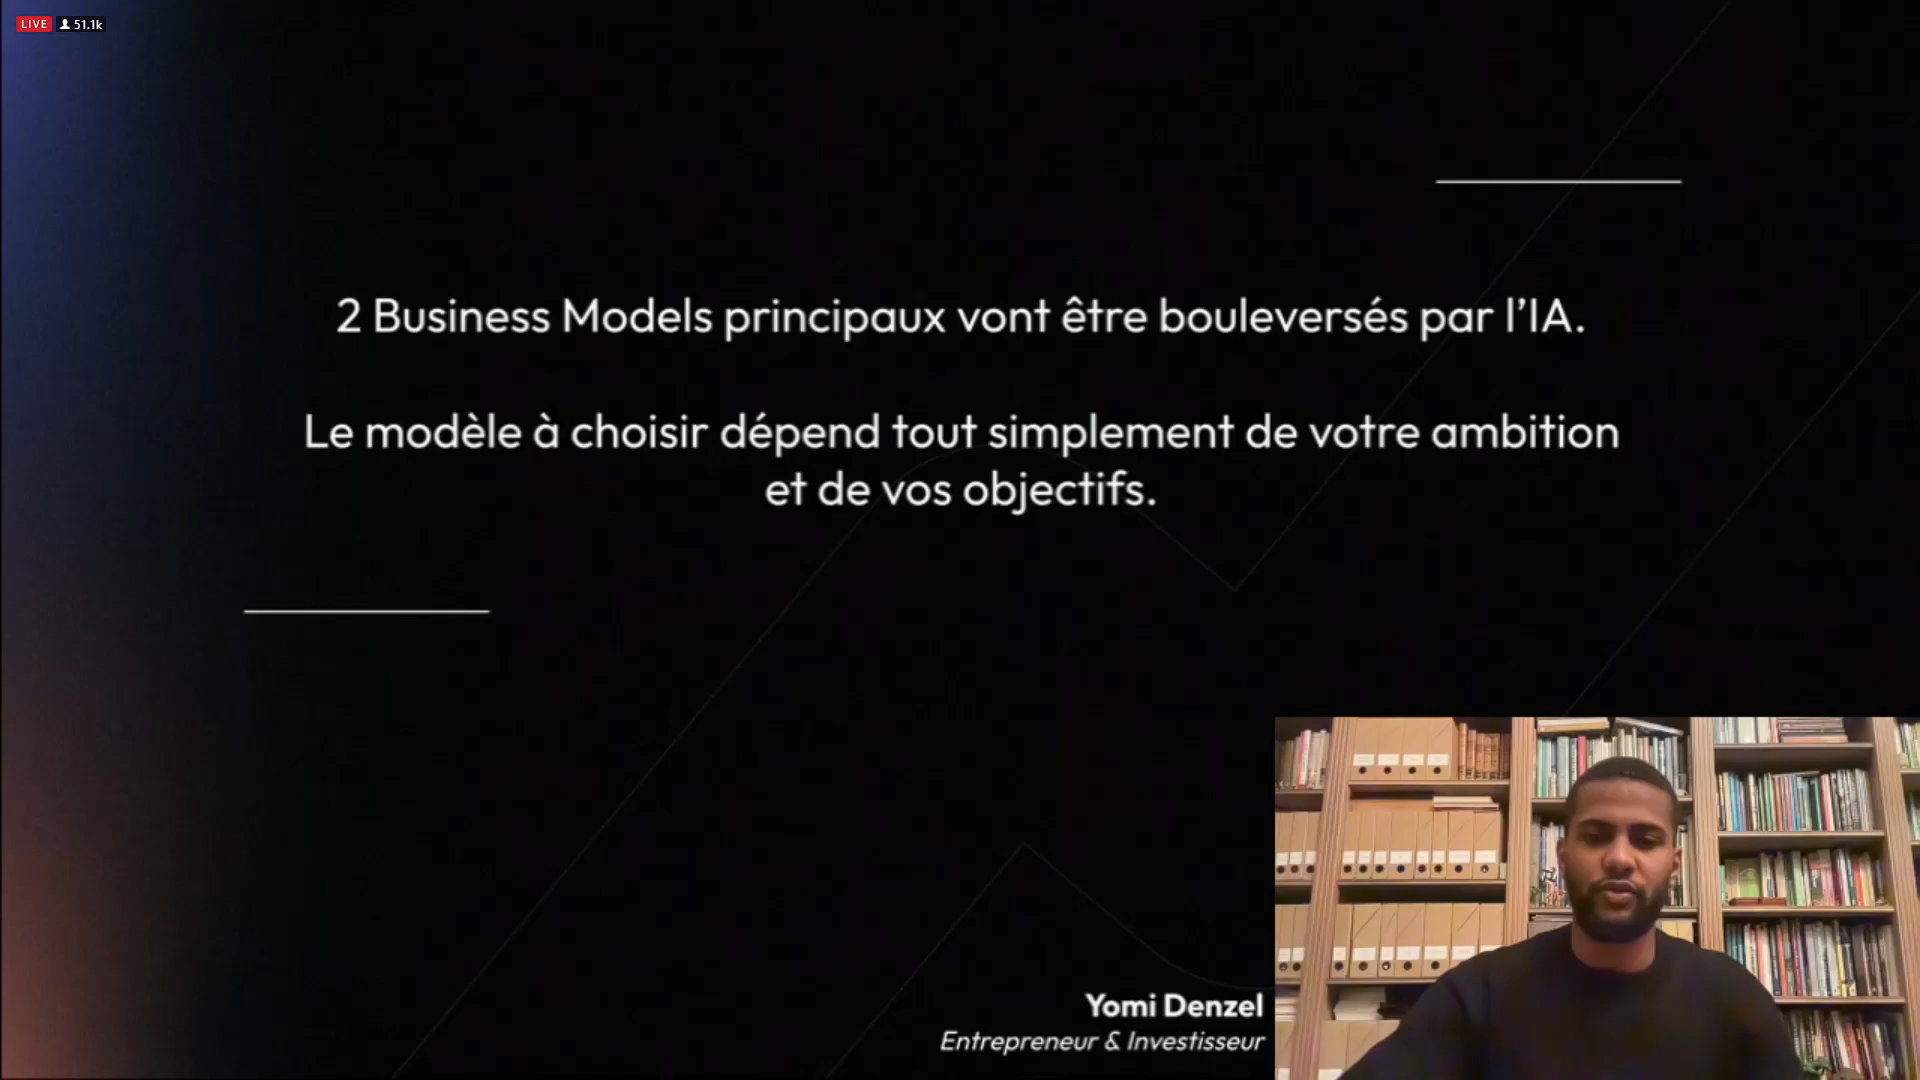 LIVE 51.1k
2 Business Models principaux vont être bouleversés par l’IA.
Le modèle à choisir dépend tout simplement de votre ambition
et de vos objectifs.
Yomi Denzel
Entrepreneur & Investisseur